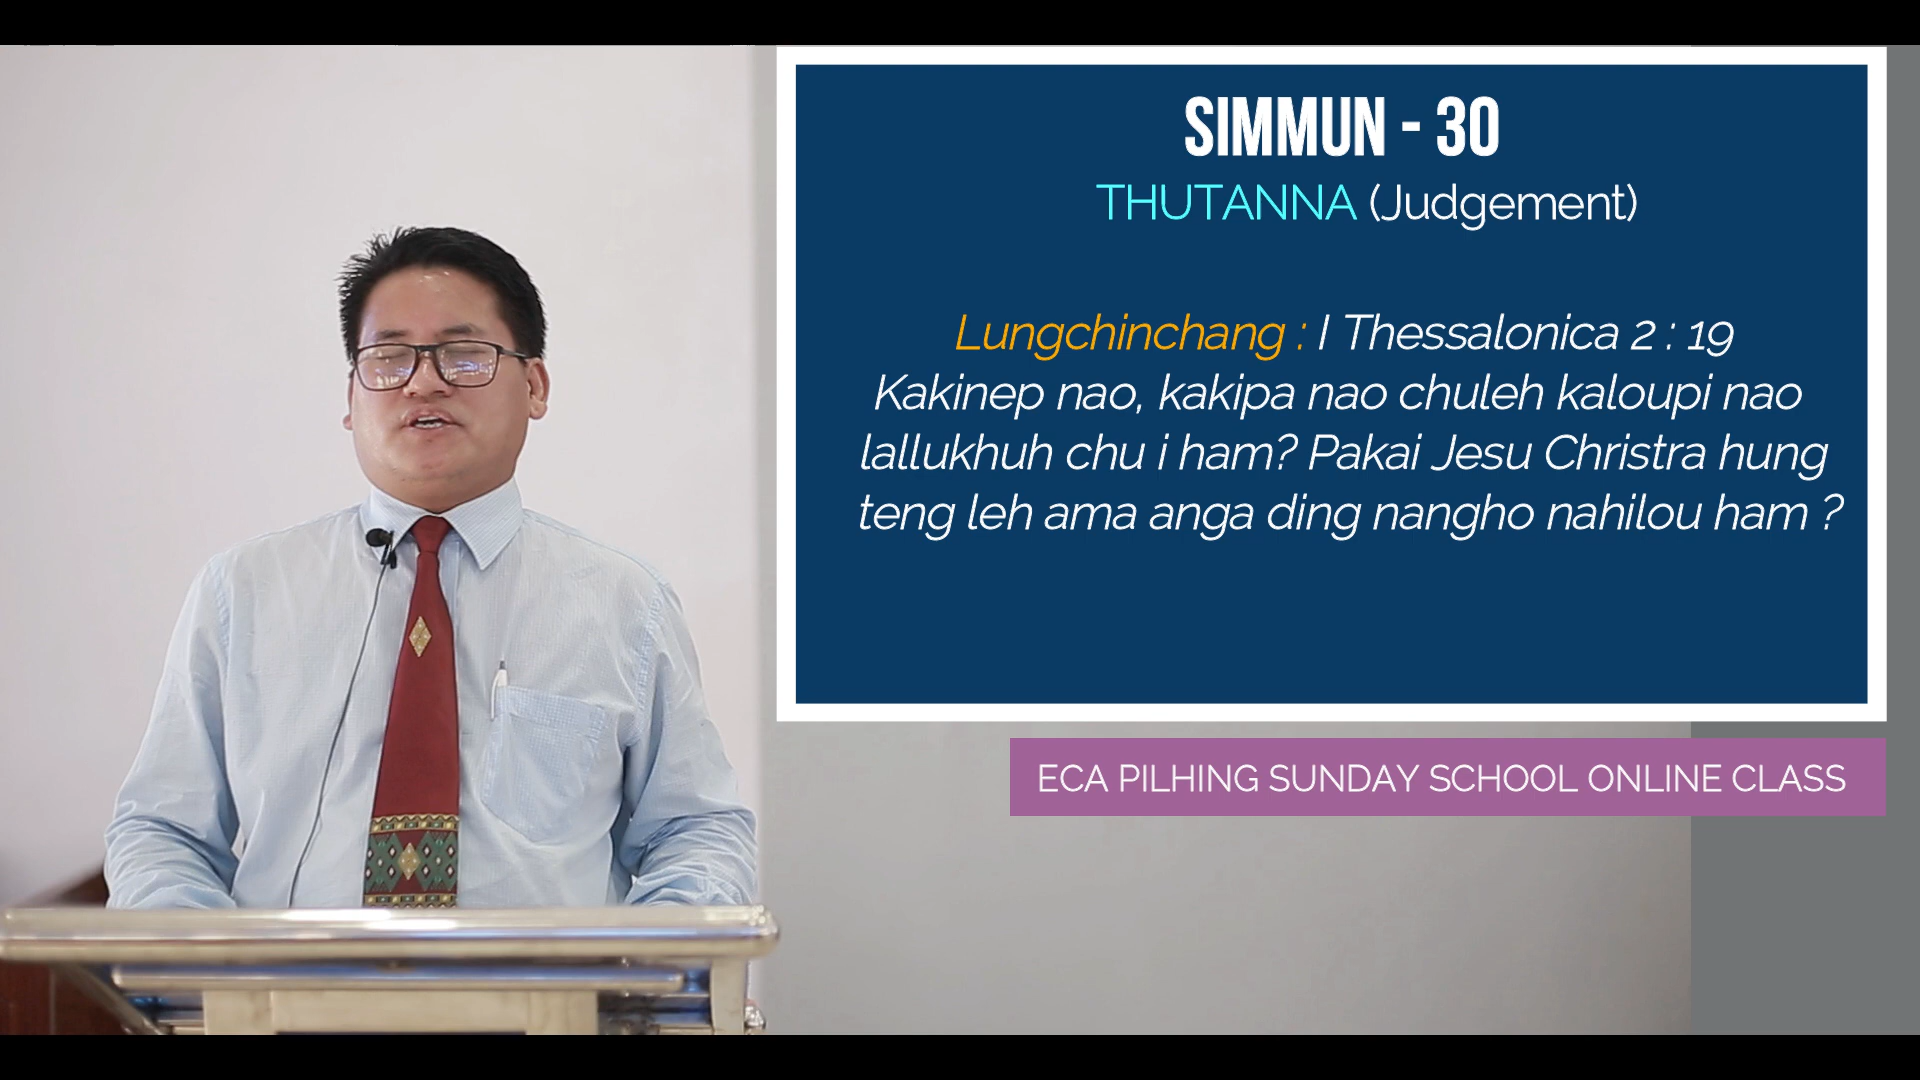 SIMMUN - 30
THUTANNA (Judgement)
Lungchinchang : I Thessalonica 2 : 19
Kakinep nao, kakipa nao chuleh kaloupi nao
lallukhuh chu i ham? Pakai Jesu Christra hung
teng leh ama anga ding nangho nahilou ham ?
ECA PILHING SUNDAY SCHOOL ONLINE CLASS